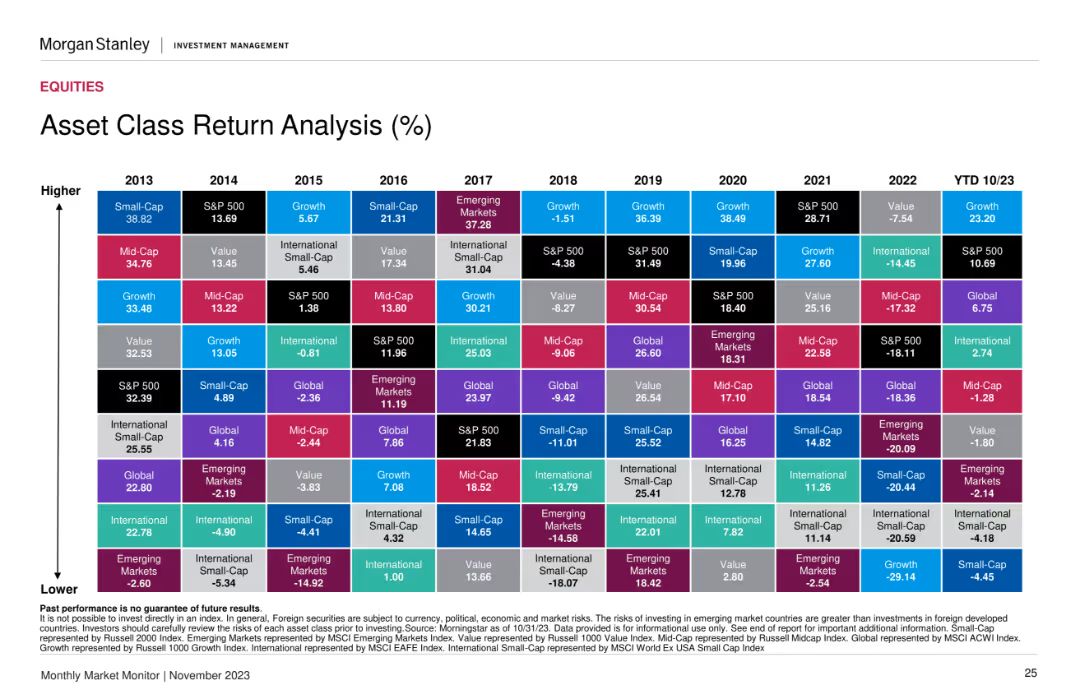 Morgan Stanley | INVESTMENT MANAGEMENT
EQUITIES
Asset Class Return Analysis (%)
Higher
2013 2014 2015 2016 2017 2018 2019 2020 2021 2022 YTD 10/23
Small-Cap 38.82 S&P 500 13.69 Growth 5.67 Small-Cap 21.31 Emerging Markets 37.28 Growth -1.51 Growth 36.39 Growth 38.49 S&P 500 28.71 Value -7.54 Growth 23.20
Mid-Cap 34.76 Value 13.45 International Small-Cap 5.46 Value 17.34 International Small-Cap 31.04 S&P 500 -4.38 S&P 500 31.49 Small-Cap 19.96 Growth 27.60 International -14.45 S&P 500 10.69
Growth 33.48 Mid-Cap 13.22 S&P 500 1.38 Mid-Cap 13.80 Growth 30.21 Value -8.27 Mid-Cap 30.54 S&P 500 18.40 Value 25.16 Mid-Cap -17.32 Global 6.75
Value 32.53 Growth 13.05 International -0.81 S&P 500 11.96 International 25.03 Mid-Cap -9.06 Global 26.60 Emerging Markets 18.31 Mid-Cap 22.58 S&P 500 -18.11 International 2.74
S&P 500 32.39 Small-Cap 4.89 Global -2.36 Emerging Markets 11.19 Global 23.97 Global -9.42 Value 26.54 Mid-Cap 17.10 Global 18.54 Global -18.36 Mid-Cap -1.28
International Small-Cap 25.55 Global 4.16 Mid-Cap -2.44 Global 7.86 S&P 500 21.83 Small-Cap -11.01 Small-Cap 25.52 Global 16.25 Small-Cap 14.82 Emerging Markets -20.09 Value -1.80
Global 22.80 Emerging Markets -2.19 Value -3.83 Growth 7.08 Mid-Cap 18.52 International -13.79 International Small-Cap 25.41 International Small-Cap 12.78 International 11.26 Small-Cap -20.44 Emerging Markets -2.14
International 22.78 International -4.90 Small-Cap -4.41 International Small-Cap 4.32 Small-Cap 14.65 Emerging Markets -14.58 International 22.01 International 7.82 International Small-Cap 11.14 International Small-Cap -20.59 International Small-Cap -4.18
Emerging Markets -2.60 International Small-Cap -5.34 Emerging Markets -14.92 International 1.00 Value 13.66 International Small-Cap -18.07 Emerging Markets 18.42 Value 2.80 Emerging Markets -2.54 Growth -29.14 Small-Cap -4.45
Lower
Past performance is no guarantee of future results.
It is not possible to invest directly in an index. In general, Foreign securities are subject to currency, political, economic and market risks. The risks of investing in emerging market countries are greater than investments in foreign developed
countries. Investors should carefully review the risks of each asset class prior to investing.Source: Morningstar as of 10/31/23. Data provided is for informational use only. See end of report for important additional information. Small-Cap
represented by Russell 2000 Index. Emerging Markets represented by MSCI Emerging Markets Index. Value represented by Russell 1000 Value Index. Mid-Cap represented by Russell Midcap Index. Global represented by MSCI ACWI Index.
Growth represented by Russell 1000 Growth Index. International represented by MSCI EAFE Index. International Small-Cap represented by MSCI World Ex USA Small Cap Index
Monthly Market Monitor | November 2023
25